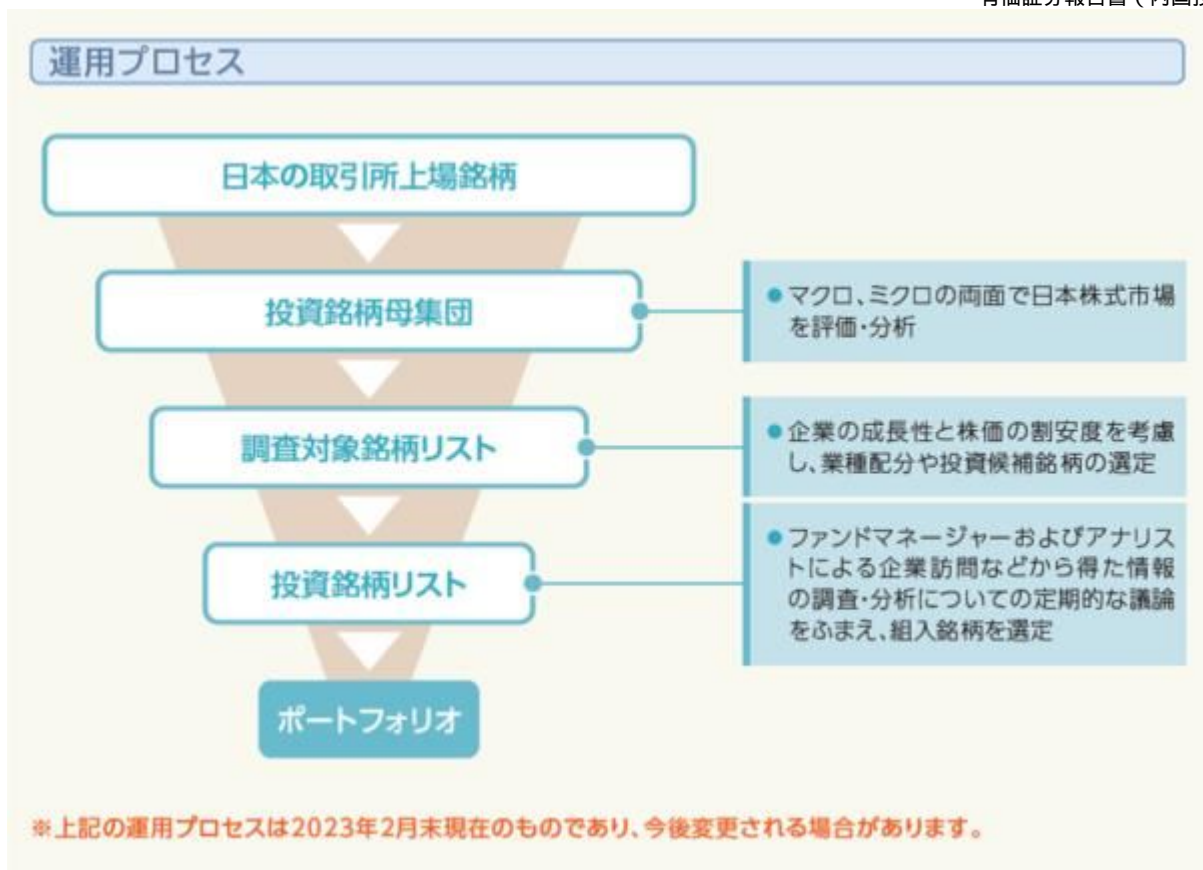 運用プロセス
日本の取引所上場銘柄
投資銘柄母集団
●マクロ、ミクロの両面で日本株式市場
を評価・分析
調査対象銘柄リスト
●企業の成長性と株価の割安度を考慮
し、業種配分や投資候補銘柄の選定
投資銘柄リスト
●ファンドマネージャーおよびアナリス
トによる企業訪問などから得た情報
の調査・分析についての定期的な議論
をふまえ、組入銘柄を選定
ポートフォリオ
※上記の運用プロセスは2023年2月末現在のものであり、今後変更される場合があります。